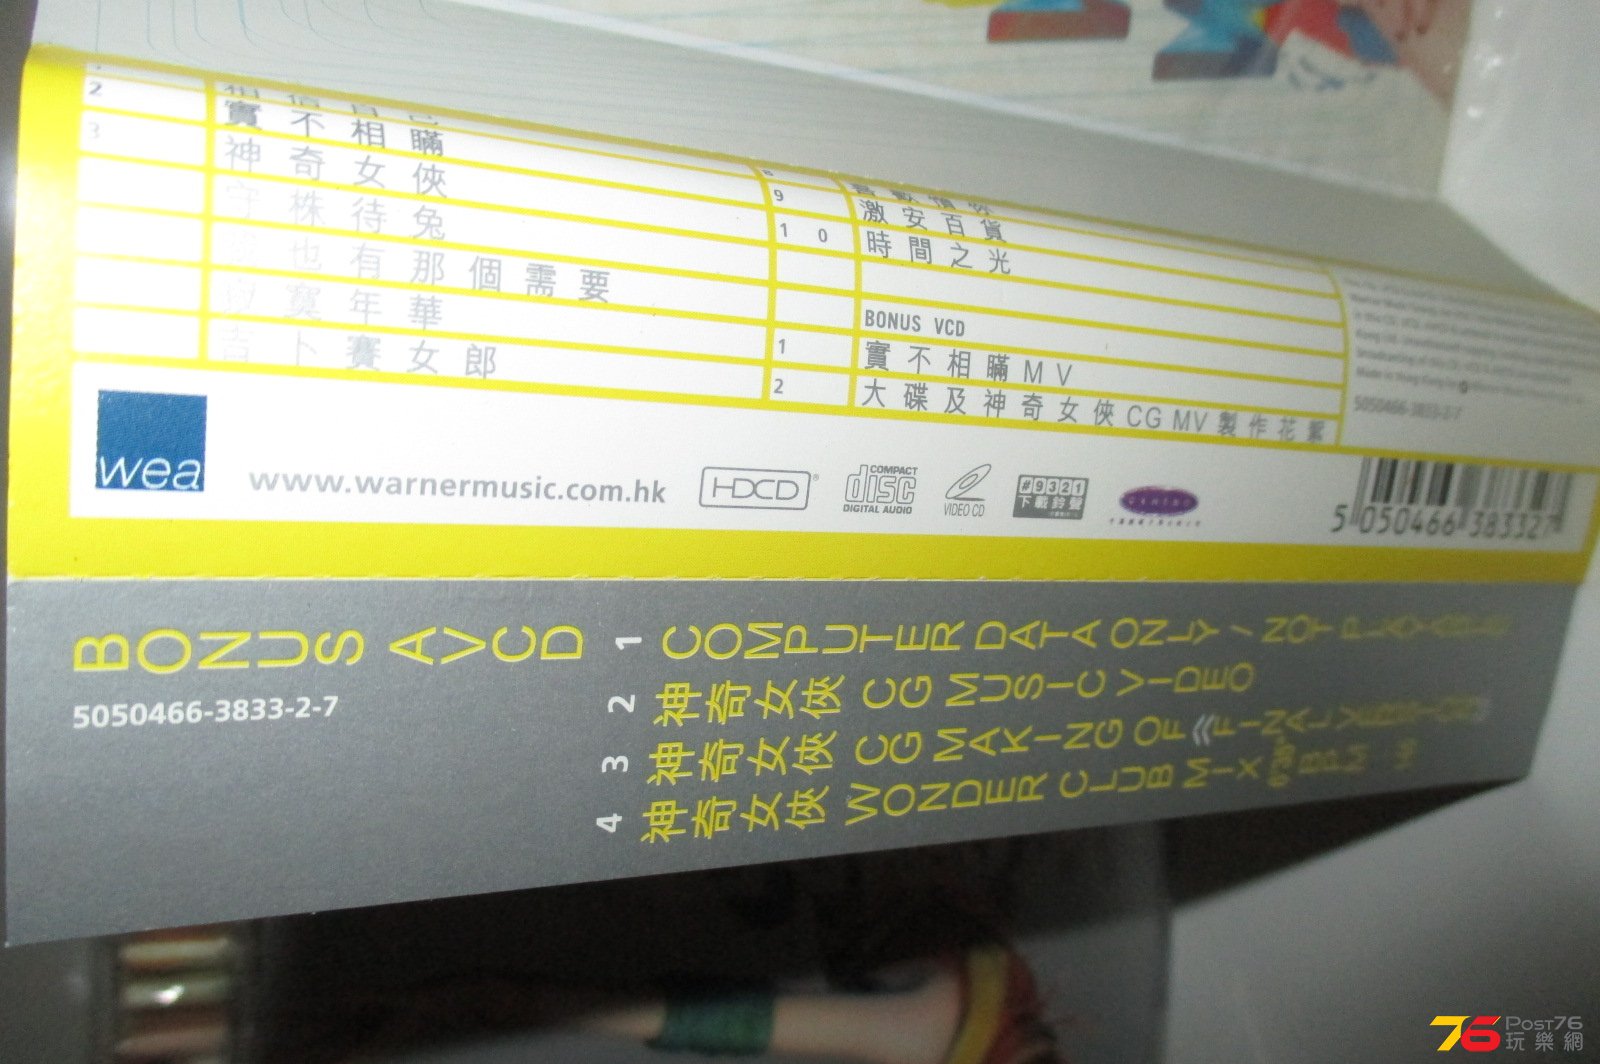 2 實不相瞞
3 神奇女俠
守株待兔
也有那個需要
寂寞年華
吉卜賽女郎
9 激安百貨
10 時間之光
BONUS VCD
1 實不相瞞MV
2 大碟及神奇女俠CG MV製作花絮
5050466-3833-2-7
wea
www.warnermusic.com.hk
HDCD®
COMPACT
disc
DIGITAL AUDIO
VIDEO CD
#9321
下載鈴聲
5 050466 383327
BONUS AVCD
5050466-3833-2-7
1 COMPUTER DATA ONLY / NOT PLAYABLE
2 神奇女俠 CG MUSIC VIDEO
3 神奇女俠 CG MAKING OF《FINAL VERSION》
4 神奇女俠 WONDER CLUB MIX
76 Post76
玩樂網